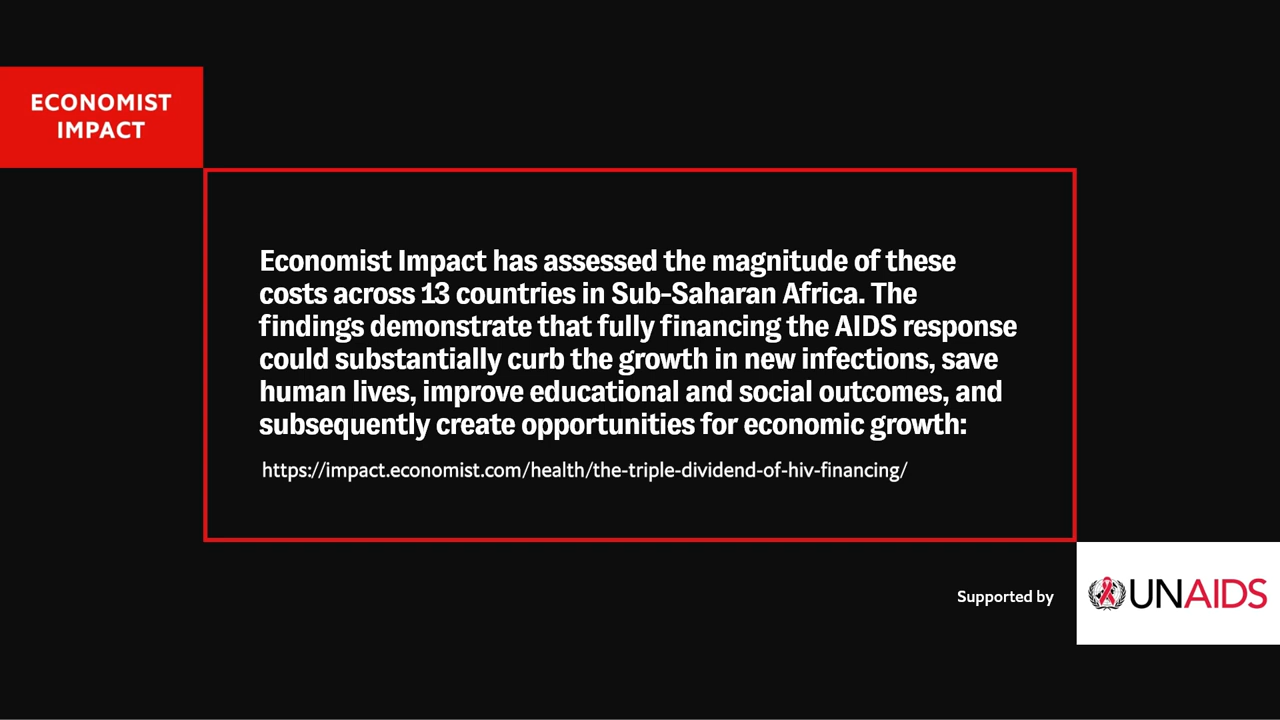 ECONOMIST
IMPACT
Economist Impact has assessed the magnitude of these
costs across 13 countries in Sub-Saharan Africa. The
findings demonstrate that fully financing the AIDS response
could substantially curb the growth in new infections, save
human lives, improve educational and social outcomes, and
subsequently create opportunities for economic growth:
https://impact.economist.com/health/the-triple-dividend-of-hiv-financing/
Supported by
UNAIDS